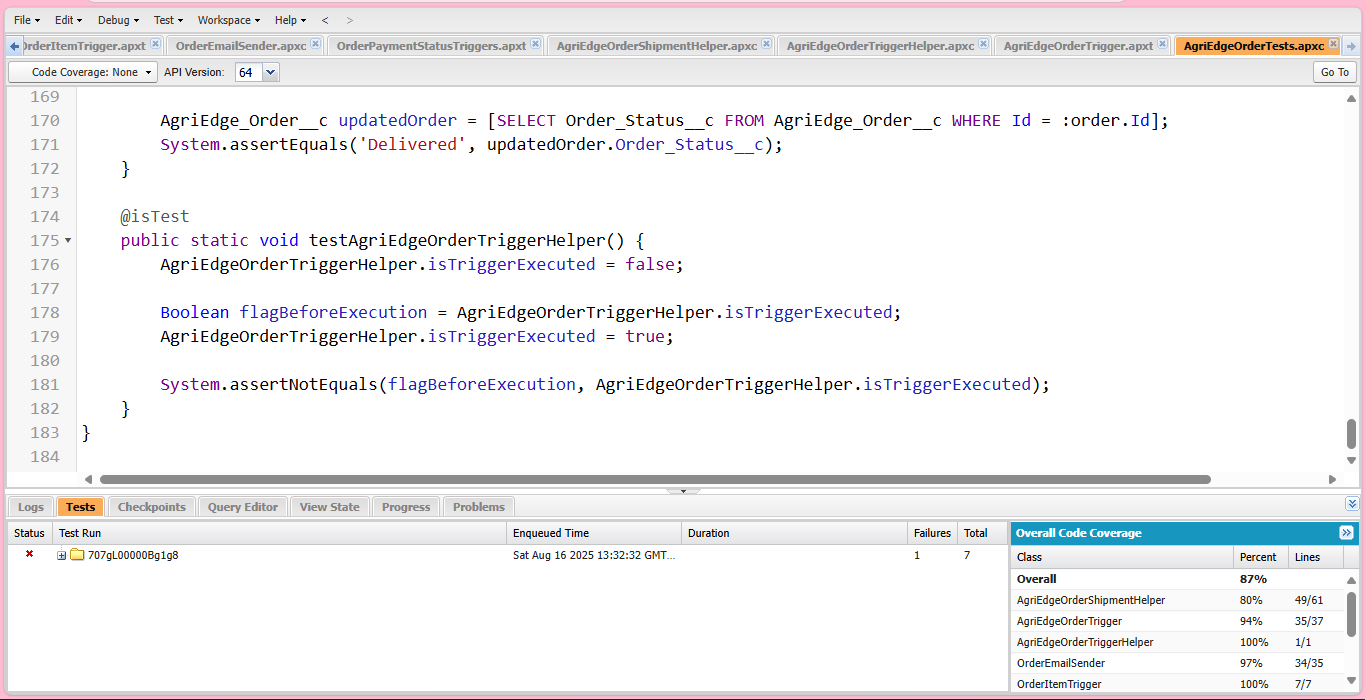 File Edit Debug Test Workspace Help < >
rderItemTrigger.apxt OrderEmailSender.apxc OrderPaymentStatusTriggers.apxt AgriEdgeOrderShipmentHelper.apxc AgriEdgeOrderTriggerHelper.apxc AgriEdgeOrderTrigger.apxt AgriEdgeOrderTests.apxc
Code Coverage: None API Version: 64 Go To
169
170 AgriEdge_Order__c updatedOrder = [SELECT Order_Status__c FROM AgriEdge_Order__c WHERE Id = :order.Id];
171 System.assertEquals('Delivered', updatedOrder.Order_Status__c);
172 }
173
174 @isTest
175 public static void testAgriEdgeOrderTriggerHelper() {
176 AgriEdgeOrderTriggerHelper.isTriggerExecuted = false;
177
178 Boolean flagBeforeExecution = AgriEdgeOrderTriggerHelper.isTriggerExecuted;
179 AgriEdgeOrderTriggerHelper.isTriggerExecuted = true;
180
181 System.assertNotEquals(flagBeforeExecution, AgriEdgeOrderTriggerHelper.isTriggerExecuted);
182 }
183 }
184
Logs Tests Checkpoints Query Editor View State Progress Problems
Status Test Run Enqueued Time Duration Failures Total
707gL00000Bg1g8 Sat Aug 16 2025 13:32:32 GMT... 1 7
Overall Code Coverage
Class Percent Lines
Overall 87%
AgriEdgeOrderShipmentHelper 80% 49/61
AgriEdgeOrderTrigger 94% 35/37
AgriEdgeOrderTriggerHelper 100% 1/1
OrderEmailSender 97% 34/35
OrderItemTrigger 100% 7/7